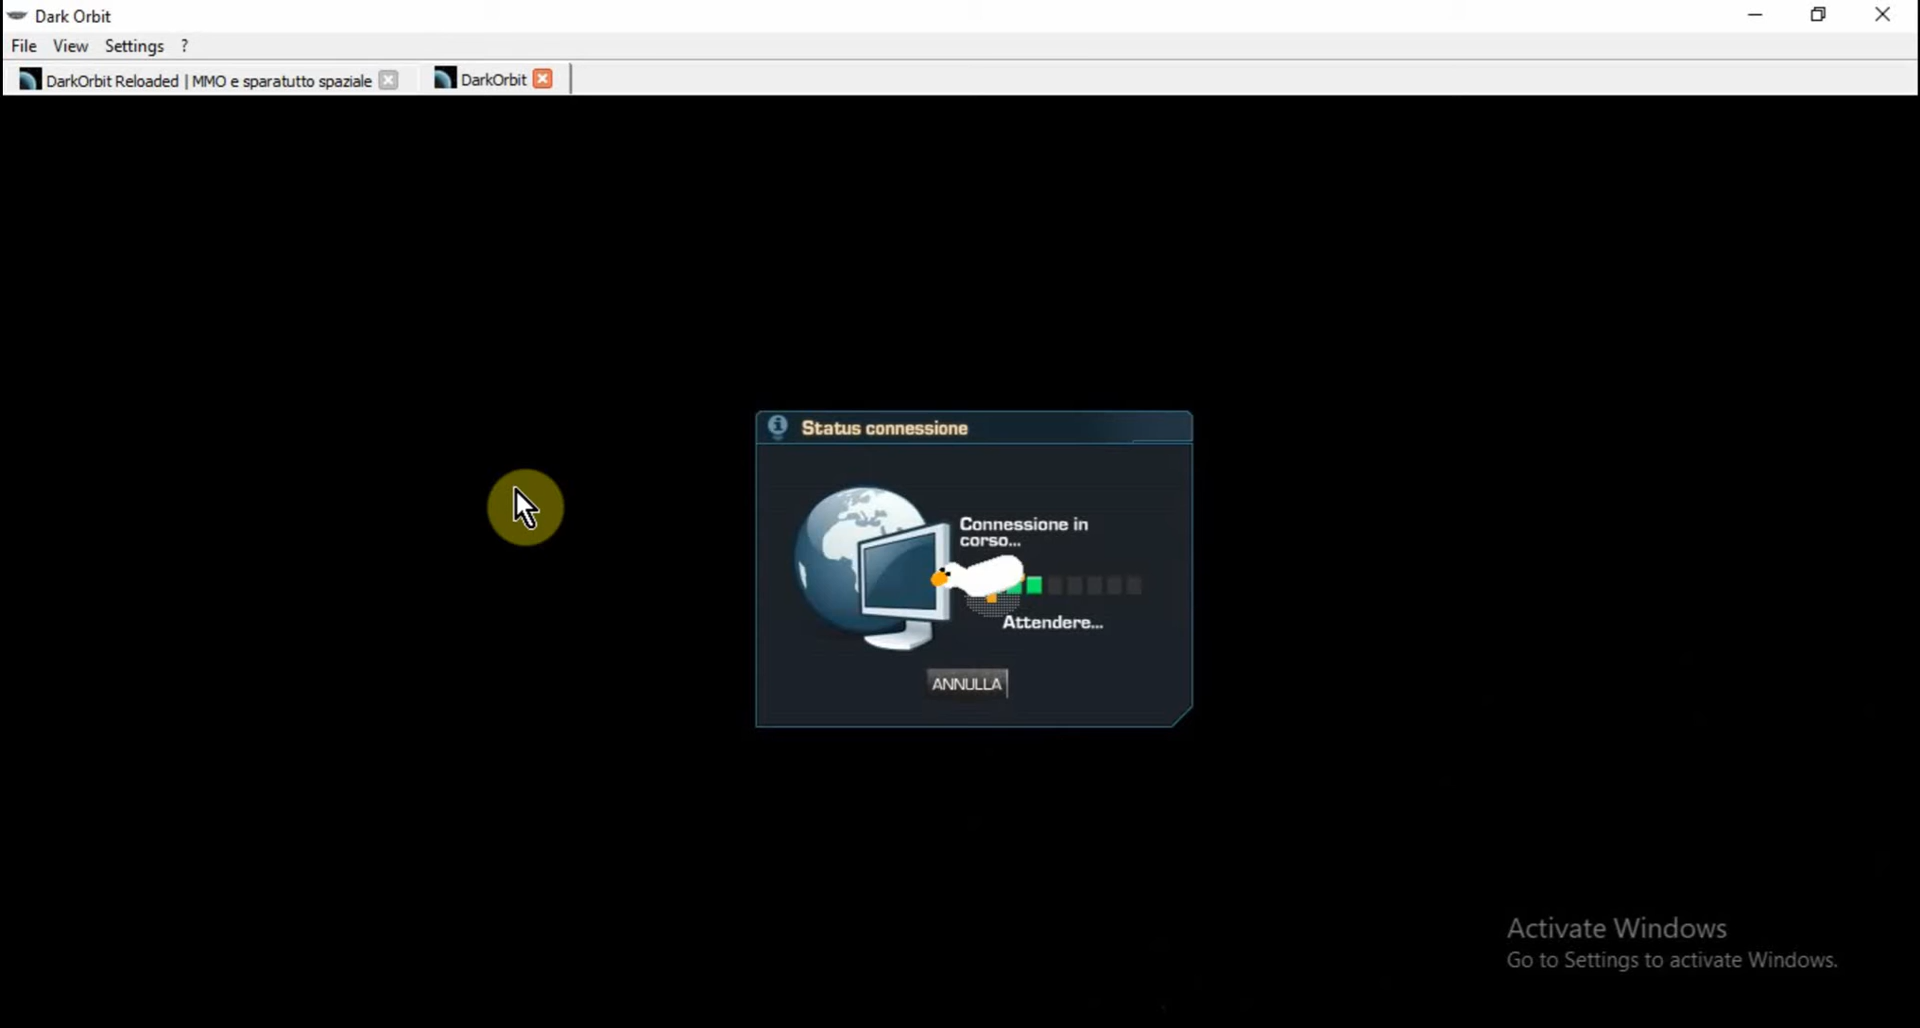 Dark Orbit
File View Settings ?
DarkOrbit Reloaded | MMO e sparatutto spaziale DarkOrbit
Status connessione
Connessione in
corso...
Attendere...
ANNULLA
Activate Windows
Go to Settings to activate Windows.